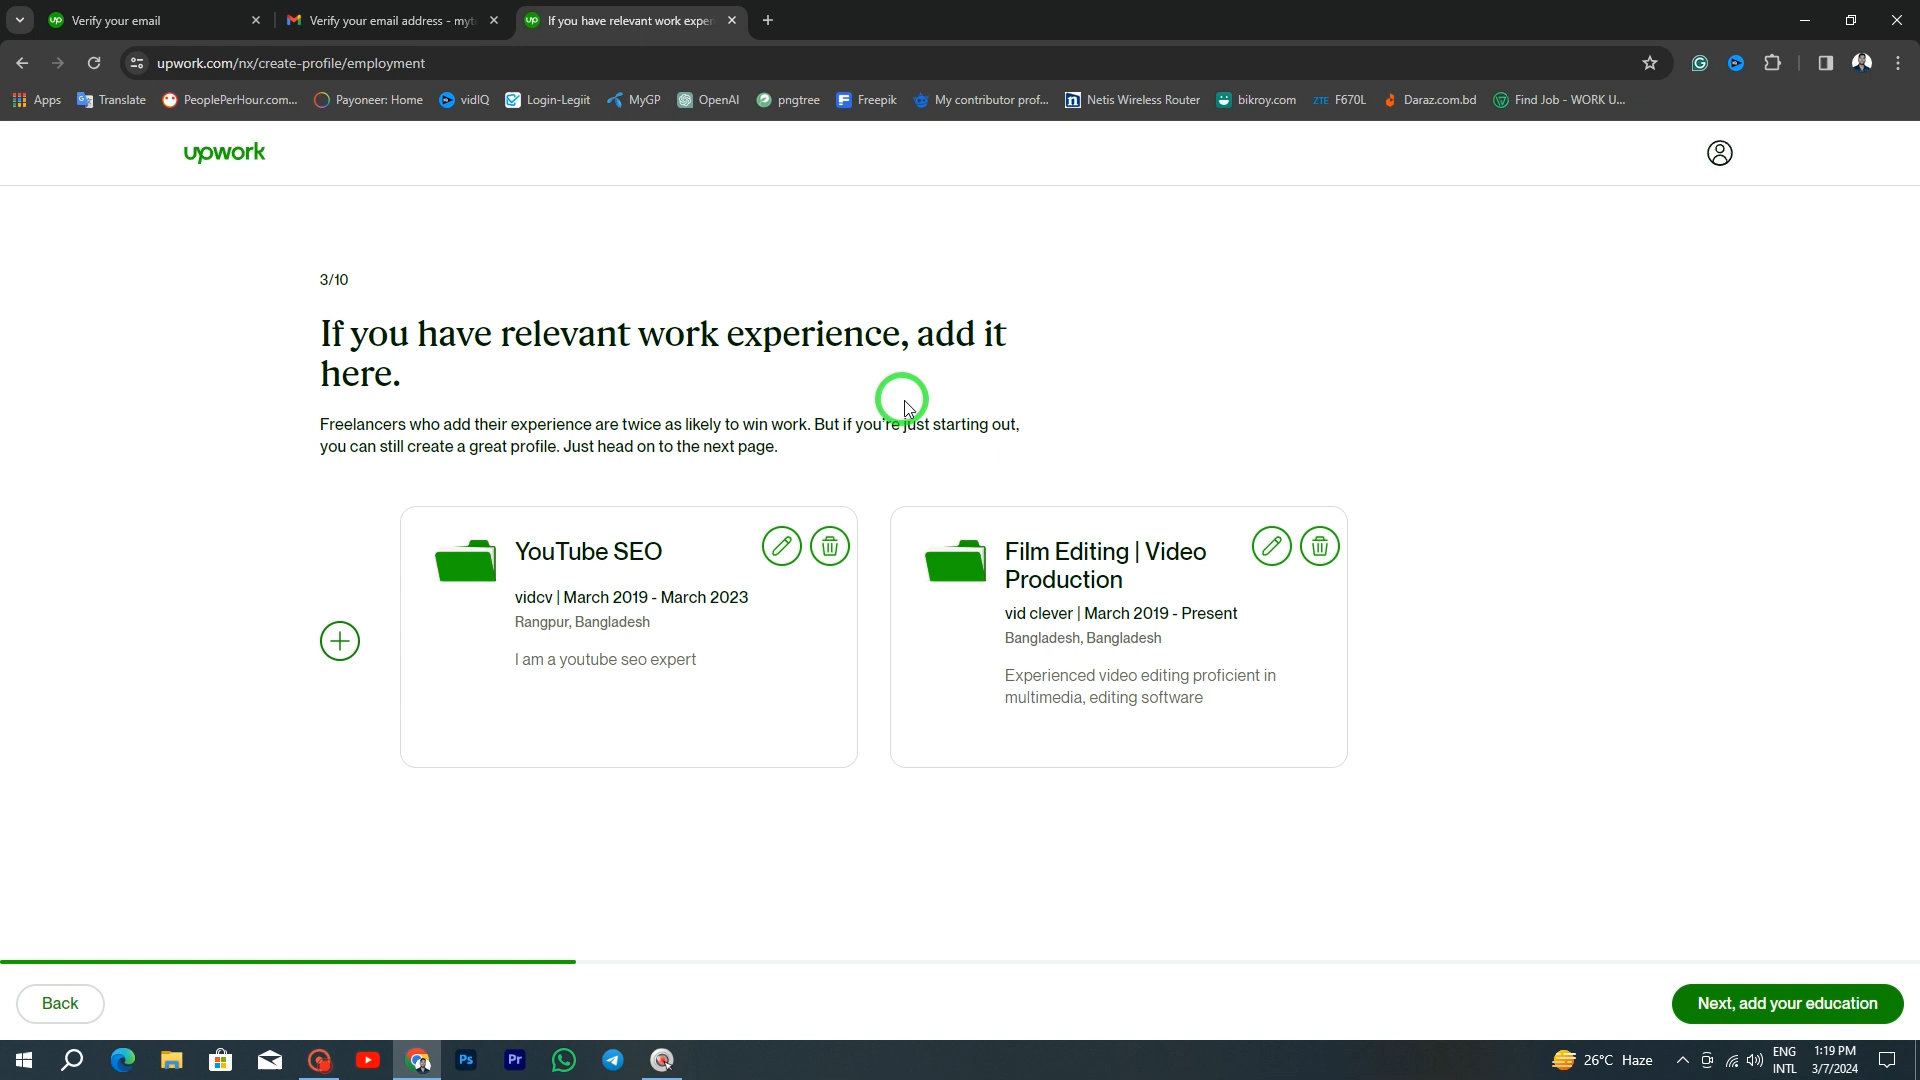 Verify your email
Verify your email address - myt
If you have relevant work exper
upwork.com/nx/create-profile/employment
Apps
Translate
PeoplePerHour.com...
Payoneer: Home
vidIQ
Login-Legiit
MyGP
OpenAI
pngtree
Freepik
My contributor prof...
Netis Wireless Router
bikroy.com
ZTE F670L
Daraz.com.bd
Find Job - WORK U...
upwork
3/10
If you have relevant work experience, add it
here.
Freelancers who add their experience are twice as likely to win work. But if you're just starting out,
you can still create a great profile. Just head on to the next page.
YouTube SEO
vidcv | March 2019 - March 2023
Rangpur, Bangladesh
I am a youtube seo expert
Film Editing | Video
Production
vid clever | March 2019 - Present
Bangladesh, Bangladesh
Experienced video editing proficient in
multimedia, editing software
Back
Next, add your education
Ps
Pr
26°C Haze
ENG
INTL
1:19 PM
3/7/2024